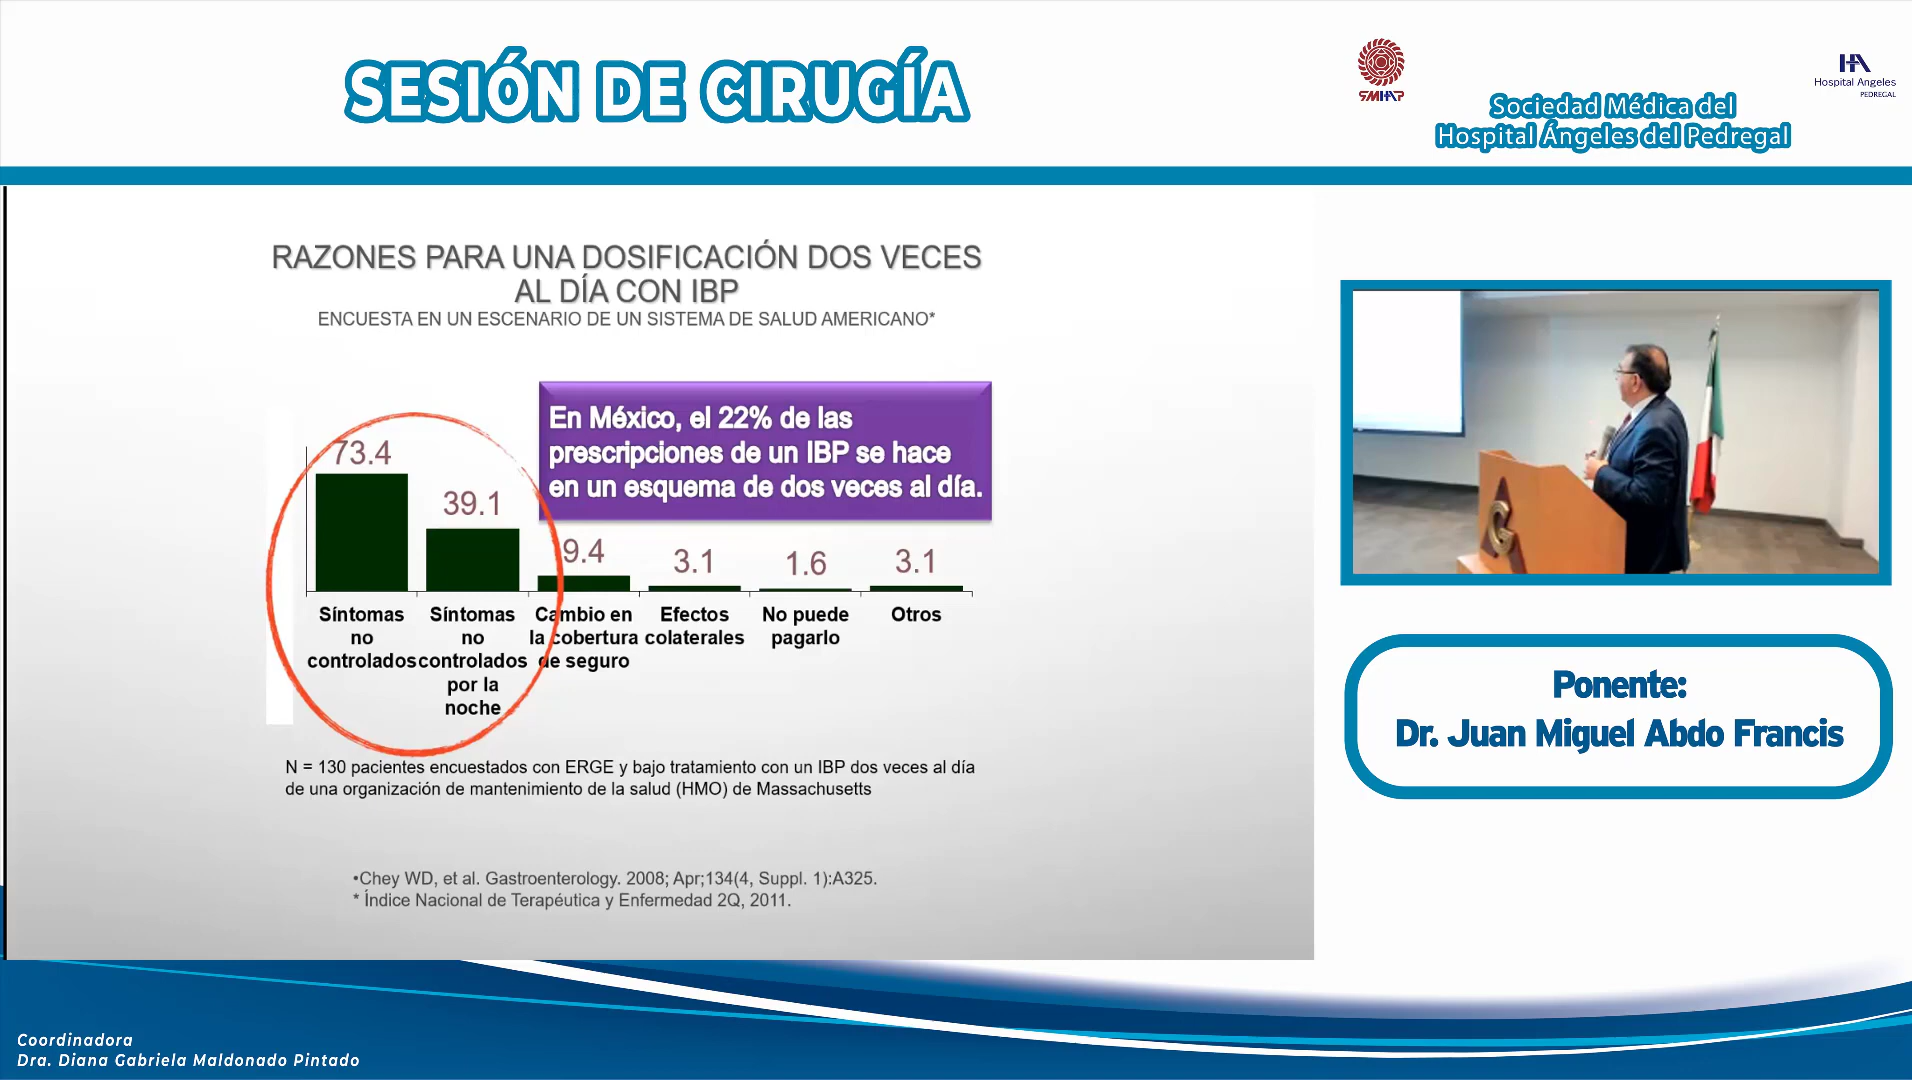 SESIÓN DE CIRUGÍA
SMHAP
Hospital Angeles
PEDREGAL
Sociedad Médica del
Hospital Ángeles del Pedregal
RAZONES PARA UNA DOSIFICACIÓN DOS VECES
AL DÍA CON IBP
ENCUESTA EN UN ESCENARIO DE UN SISTEMA DE SALUD AMERICANO*
En México, el 22% de las
prescripciones de un IBP se hace
en un esquema de dos veces al día.
73.4
39.1
9.4
3.1
1.6
3.1
Síntomas
no
controlados
Síntomas
no
controlados
por la
noche
Cambio en
la cobertura
de seguro
Efectos
colaterales
No puede
pagarlo
Otros
N = 130 pacientes encuestados con ERGE y bajo tratamiento con un IBP dos veces al día
de una organización de mantenimiento de la salud (HMO) de Massachusetts
•Chey WD, et al. Gastroenterology. 2008; Apr;134(4, Suppl. 1):A325.
* Índice Nacional de Terapéutica y Enfermedad 2Q, 2011.
G
Ponente:
Dr. Juan Miguel Abdo Francis
Coordinadora
Dra. Diana Gabriela Maldonado Pintado